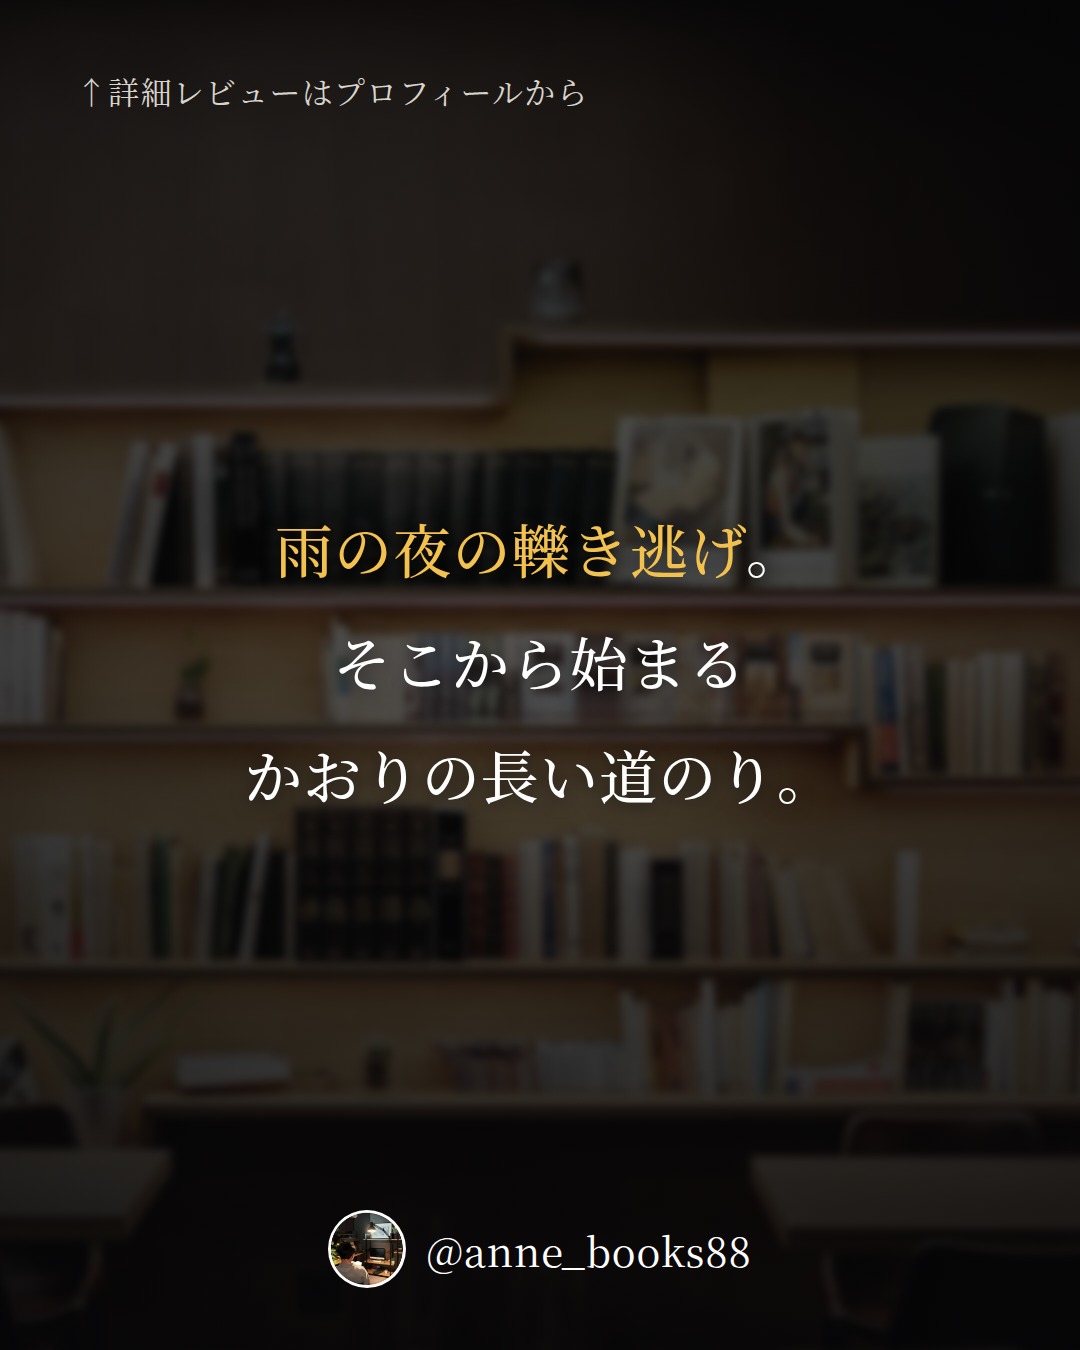 ↑詳細レビューはプロフィールから
雨の夜の轢き逃げ。
そこから始まる
かおりの長い道のり。
@anne_books88